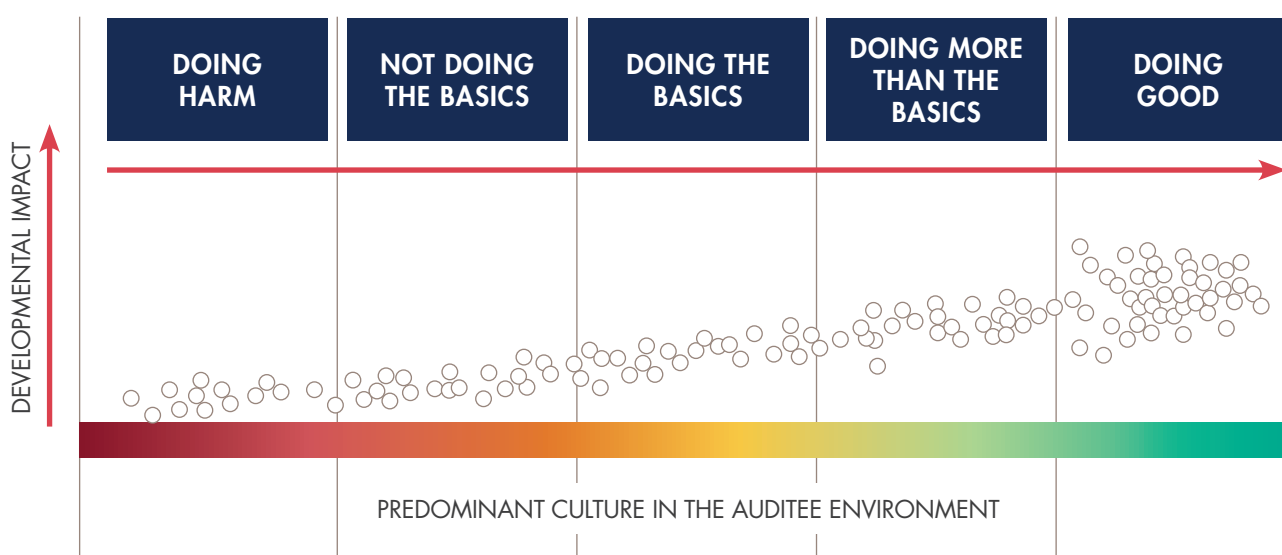 DOING
HARM
NOT DOING
THE BASICS
DOING THE
BASICS
DOING MORE
THAN THE
BASICS
DOING
GOOD
DEVELOPMENTAL IMPACT
PREDOMINANT CULTURE IN THE AUDITEE ENVIRONMENT